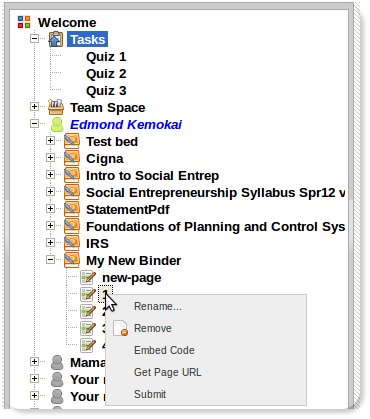 Welcome
Tasks
Quiz 1
Quiz 2
Quiz 3
Team Space
Edmond Kemokai
Test bed
Cigna
Intro to Social Entrep
Social Entrepreneurship Syllabus Spr12 v
StatementPdf
Foundations of Planning and Control Sys
IRS
My New Binder
new-page
Rename...
Remove
Embed Code
Get Page URL
Submit
Mama
Your
Your